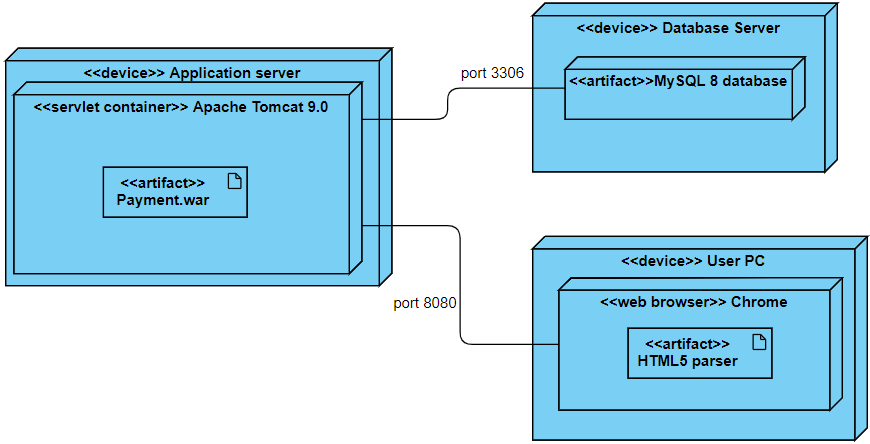 <<device>> Application server
<<servlet container>> Apache Tomcat 9.0
<<artifact>>
Payment.war
port 3306
<<device>> Database Server
<<artifact>>MySQL 8 database
port 8080
<<device>> User PC
<<web browser>> Chrome
<<artifact>>
HTML5 parser